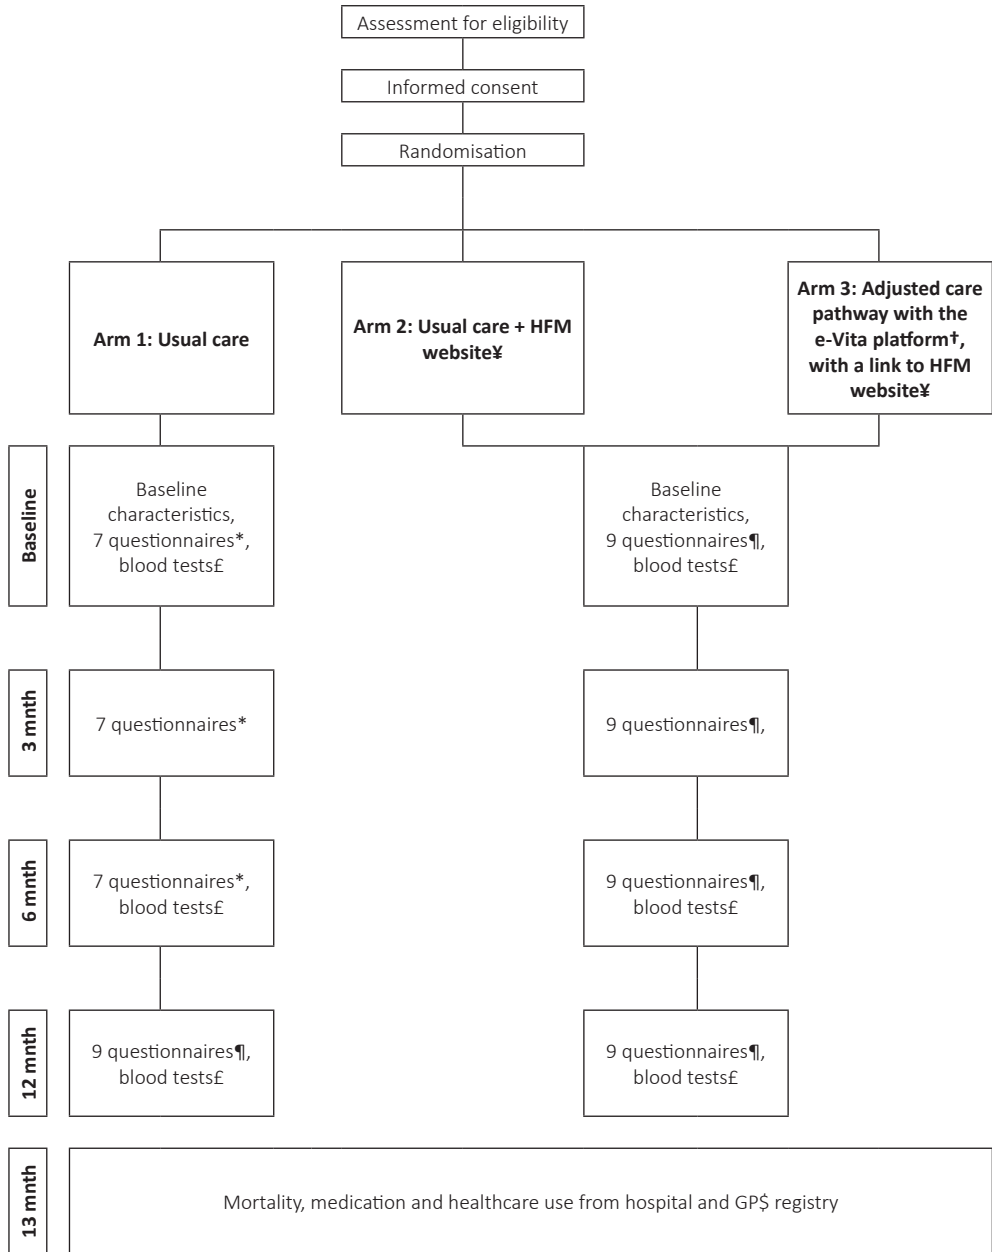 Assessment for eligibility
Informed consent
Randomisation
Arm 1: Usual care
Arm 2: Usual care + HFM
website¥
Arm 3: Adjusted care
pathway with the
e-Vita platform†,
with a link to HFM
website¥
Baseline
Baseline
characteristics,
7 questionnaires*,
blood tests£
Baseline
characteristics,
9 questionnaires¶,
blood tests£
3 mnth
7 questionnaires*
9 questionnaires¶,
6 mnth
7 questionnaires*,
blood tests£
9 questionnaires¶,
blood tests£
12 mnth
9 questionnaires¶,
blood tests£
9 questionnaires¶,
blood tests£
13 mnth
Mortality, medication and healthcare use from hospital and GP$ registry